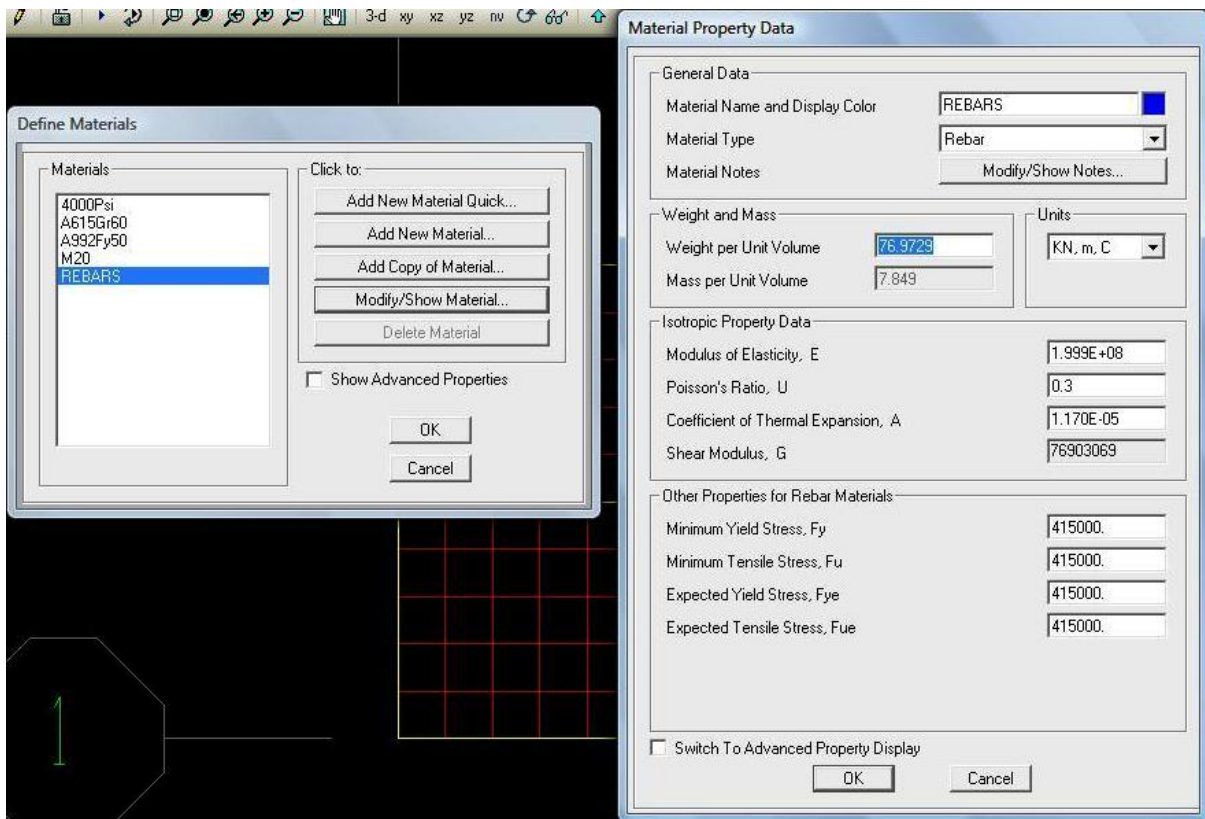 3-d xy xz yz nv
Define Materials
Materials
4000Psi
A615Gr60
A992Fy50
M20
REBARS
Click to:
Add New Material Quick...
Add New Material...
Add Copy of Material...
Modify/Show Material...
Delete Material
Show Advanced Properties
OK
Cancel
1
Material Property Data
General Data
Material Name and Display Color REBARS
Material Type Rebar
Material Notes Modify/Show Notes...
Weight and Mass
Weight per Unit Volume 76.9729
Mass per Unit Volume 7.849
Units
KN, m, C
Isotropic Property Data
Modulus of Elasticity, E 1.999E+08
Poisson's Ratio, U 0.3
Coefficient of Thermal Expansion, A 1.170E-05
Shear Modulus, G 76903069
Other Properties for Rebar Materials
Minimum Yield Stress, Fy 415000.
Minimum Tensile Stress, Fu 415000.
Expected Yield Stress, Fye 415000.
Expected Tensile Stress, Fue 415000.
Switch To Advanced Property Display
OK Cancel